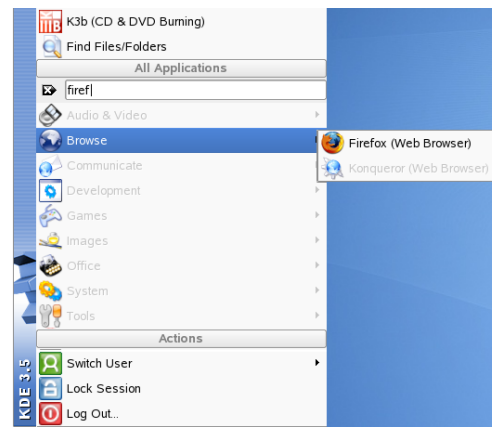 K3b (CD & DVD Burning)
Find Files/Folders
All Applications
firef
Audio & Video
Browse
Firefox (Web Browser)
Konqueror (Web Browser)
Communicate
Development
Games
Images
Office
System
Tools
Actions
Switch User
Lock Session
Log Out...
KDE 3.5